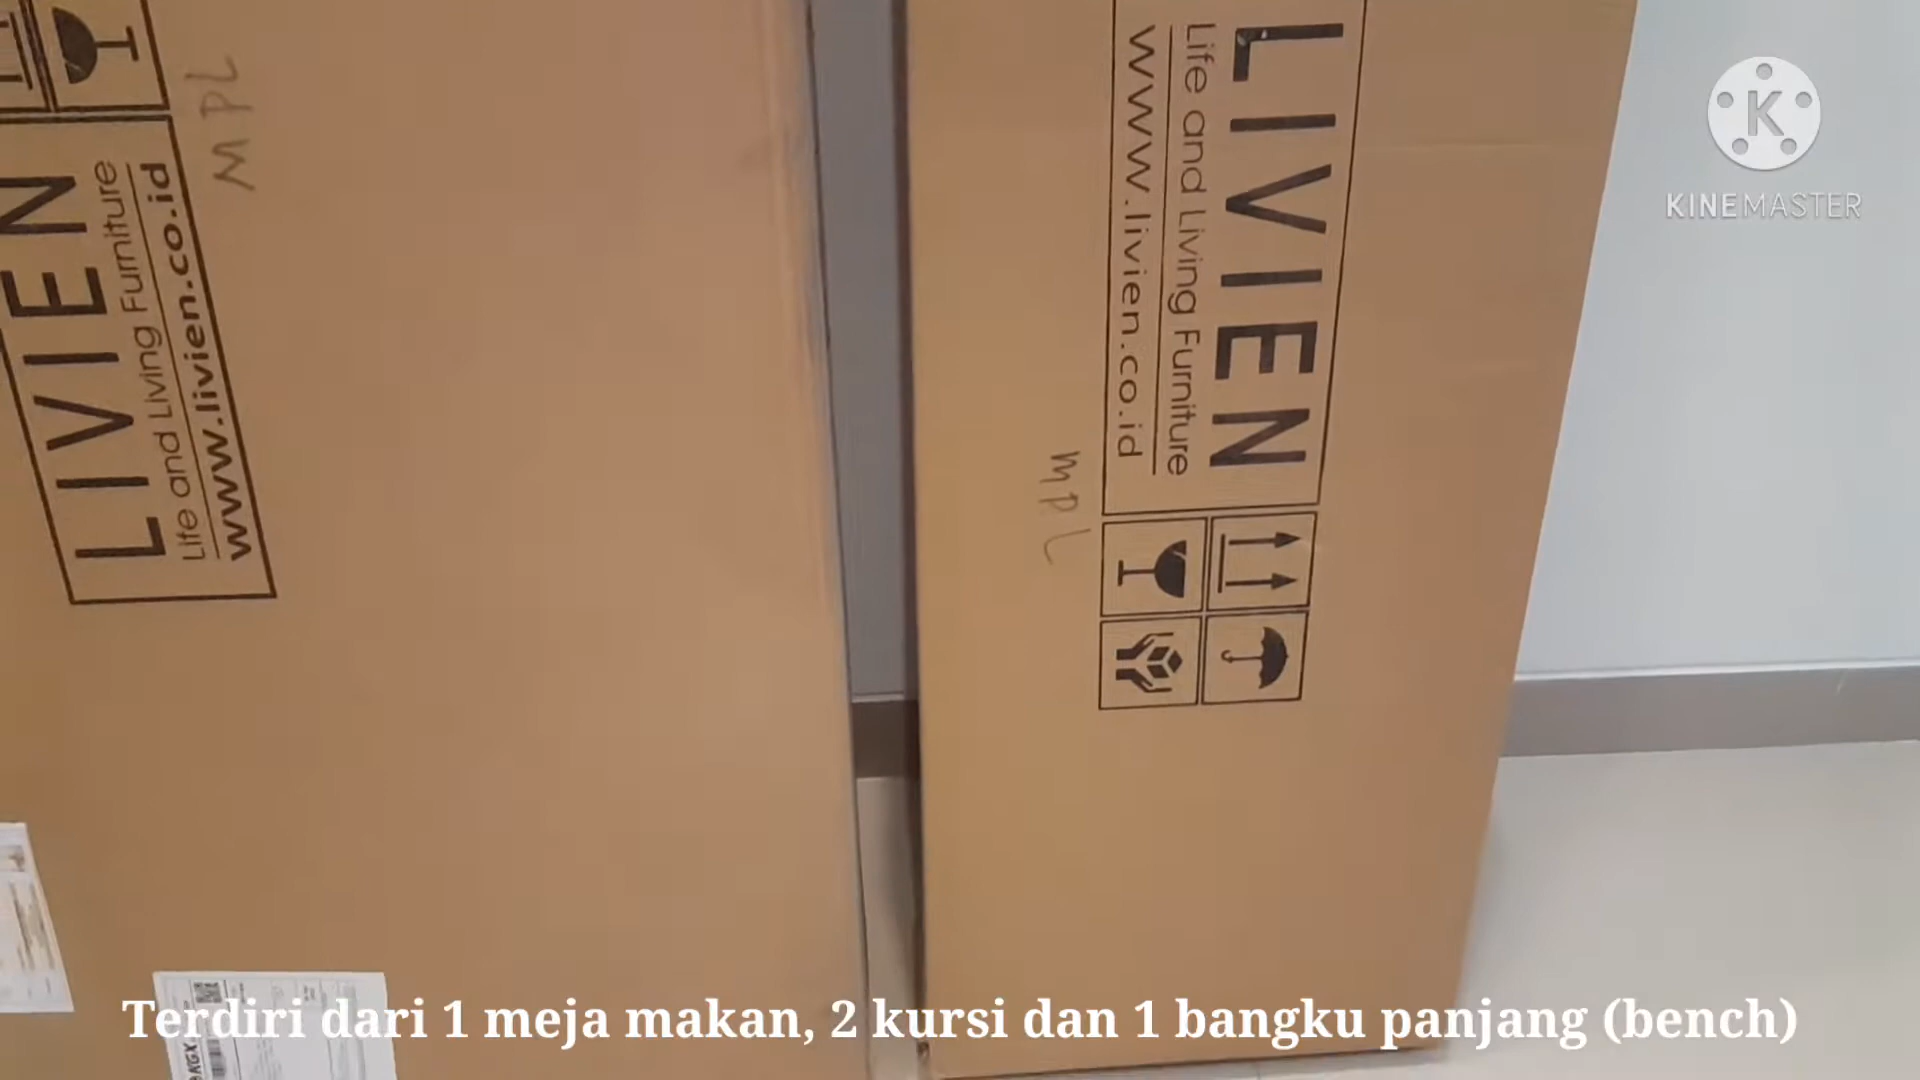 MPL
LIVIEN
Life and Living Furniture
www.livien.co.id
LIVIEN
Life and Living Furniture
www.livien.co.id
mpL
K
KINEMASTER
Terdiri dari 1 meja makan, 2 kursi dan 1 bangku panjang (bench)